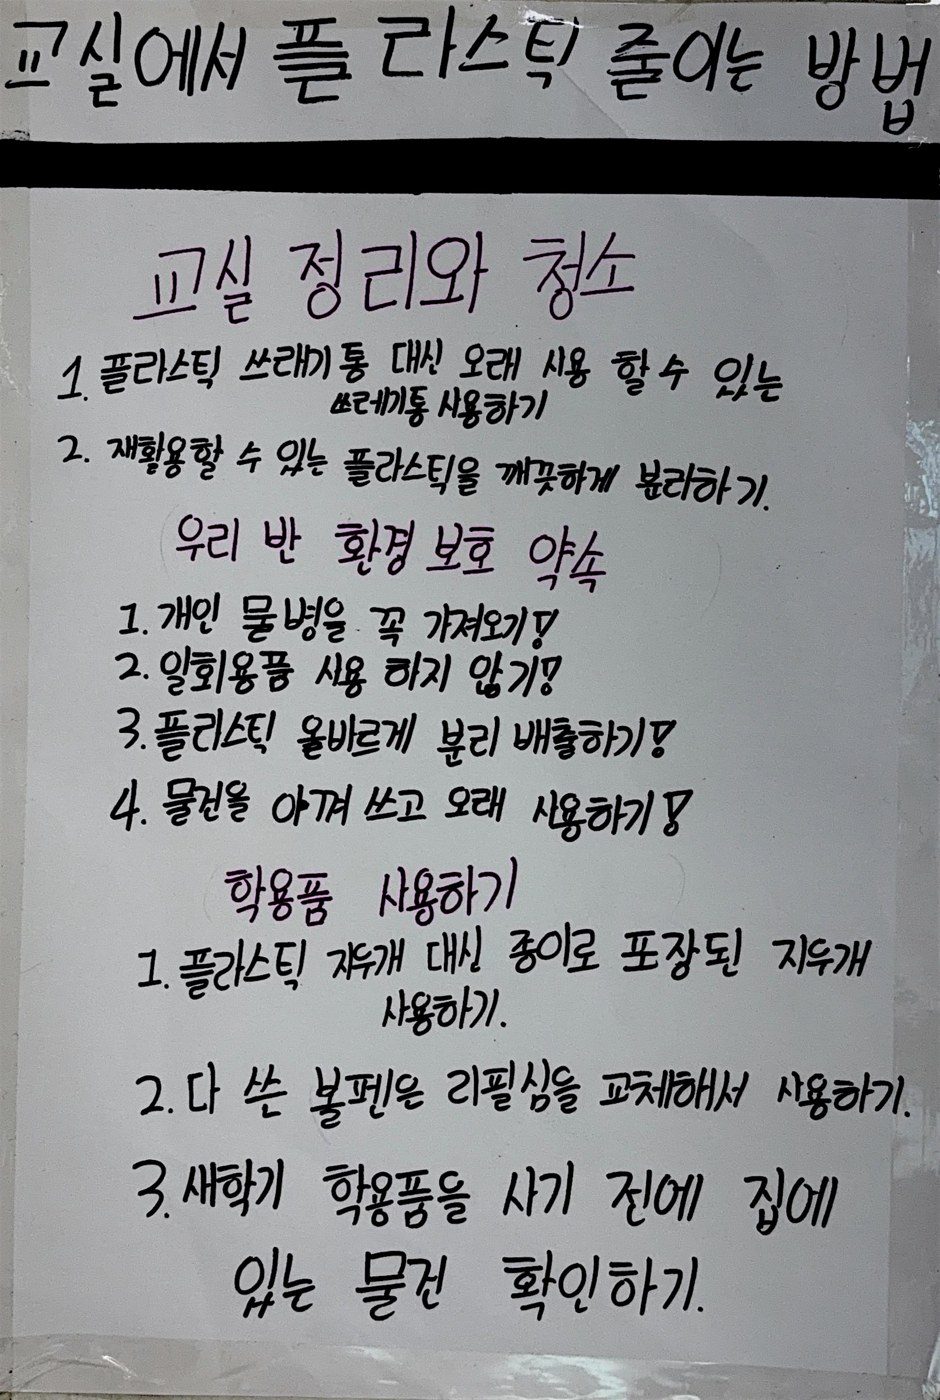 교실에서 플라스틱 줄이는 방법
교실 정리와 청소
1. 플라스틱 쓰래기통 대신 오래 사용 할 수 있는
쓰레기통 사용하기
2. 재활용할 수 있는 플라스틱을 깨끗하게 분리하기.
우리 반 환경 보호 약속
1. 개인 물병을 꼭 가져오기!
2. 일회용품 사용 하지 않기!
3. 플리스틱 올바르게 분리 배출하기!
4. 물건을 아껴 쓰고 오래 사용하기!
학용품 사용하기
1. 플라스틱 지우개 대신 종이로 포장된 지우개
사용하기.
2. 다 쓴 볼펜은 리필심을 교체해서 사용하기.
3. 새학기 학용품을 사기 전에 집에
있는 물건 확인하기.